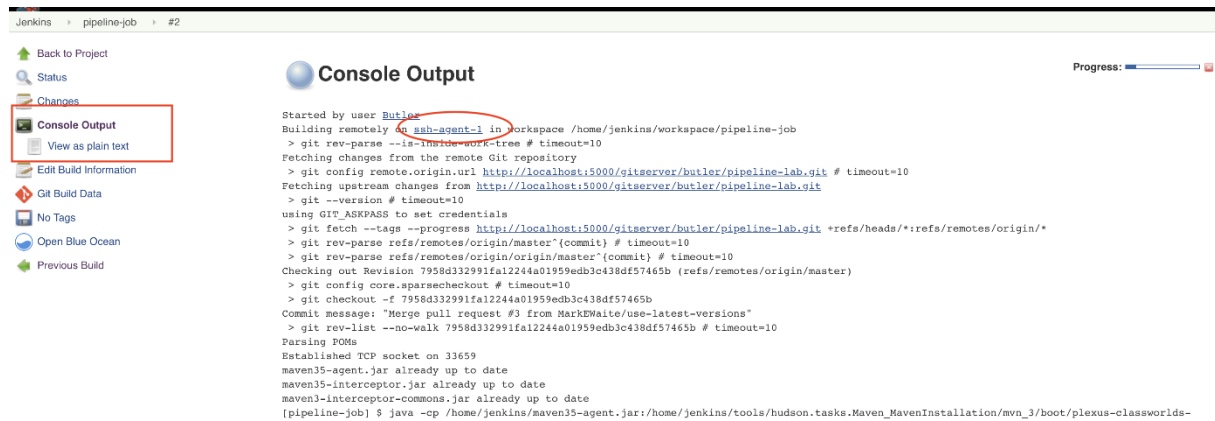 Jenkins pipeline-job #2
Back to Project
Status
Changes
Console Output
View as plain text
Edit Build Information
Git Build Data
No Tags
Open Blue Ocean
Previous Build
Console Output
Progress:
Started by user Butler
Building remotely on ssh-agent-1 in workspace /home/jenkins/workspace/pipeline-job
> git rev-parse --is-inside-work-tree # timeout=10
Fetching changes from the remote Git repository
> git config remote.origin.url http://localhost:5000/gitserver/butler/pipeline-lab.git # timeout=10
Fetching upstream changes from http://localhost:5000/gitserver/butler/pipeline-lab.git
> git --version # timeout=10
using GIT_ASKPASS to set credentials
> git fetch --tags --progress http://localhost:5000/gitserver/butler/pipeline-lab.git +refs/heads/*:refs/remotes/origin/*
> git rev-parse refs/remotes/origin/master^{commit} # timeout=10
> git rev-parse refs/remotes/origin/origin/master^{commit} # timeout=10
Checking out Revision 7958d332991fa12244a01959edb3c438df57465b (refs/remotes/origin/master)
> git config core.sparsecheckout # timeout=10
> git checkout -f 7958d332991fa12244a01959edb3c438df57465b
Commit message: "Merge pull request #3 from MarkEWaite/use-latest-versions"
> git rev-list --no-walk 7958d332991fa12244a01959edb3c438df57465b # timeout=10
Parsing POMs
Established TCP socket on 33659
maven35-agent.jar already up to date
maven35-interceptor.jar already up to date
maven3-interceptor-commons.jar already up to date
[pipeline-job] $ java -cp /home/jenkins/maven35-agent.jar:/home/jenkins/tools/hudson.tasks.Maven_MavenInstallation/mvn_3/boot/plexus-classworlds-